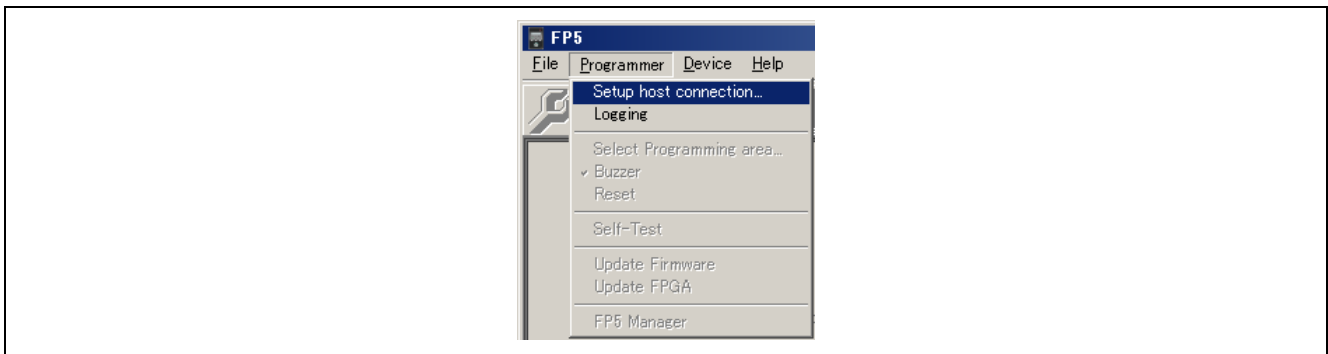 FP5
File Programmer Device Help
Setup host connection...
Logging
Select Programming area...
Buzzer
Reset
Self-Test
Update Firmware
Update FPGA
FP5 Manager